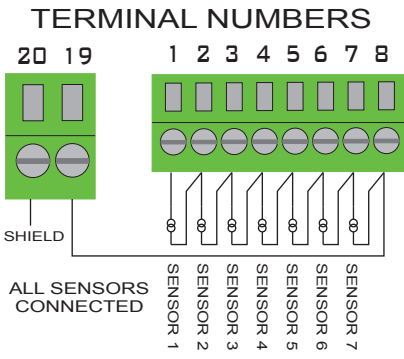 TERMINAL NUMBERS
20 19 1 2 3 4 5 6 7 8
SHIELD
ALL SENSORS
CONNECTED
SENSOR 1
SENSOR 2
SENSOR 3
SENSOR 4
SENSOR 5
SENSOR 6
SENSOR 7